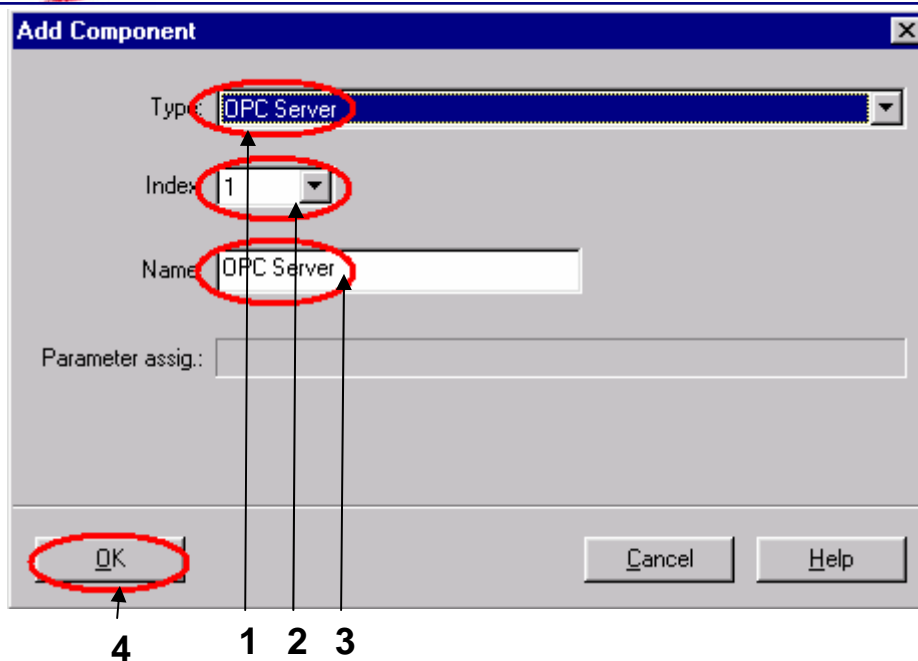 Add Component
Type: OPC Server
Index 1
Name OPC Server
Parameter assig.:
OK Cancel Help
4 1 2 3